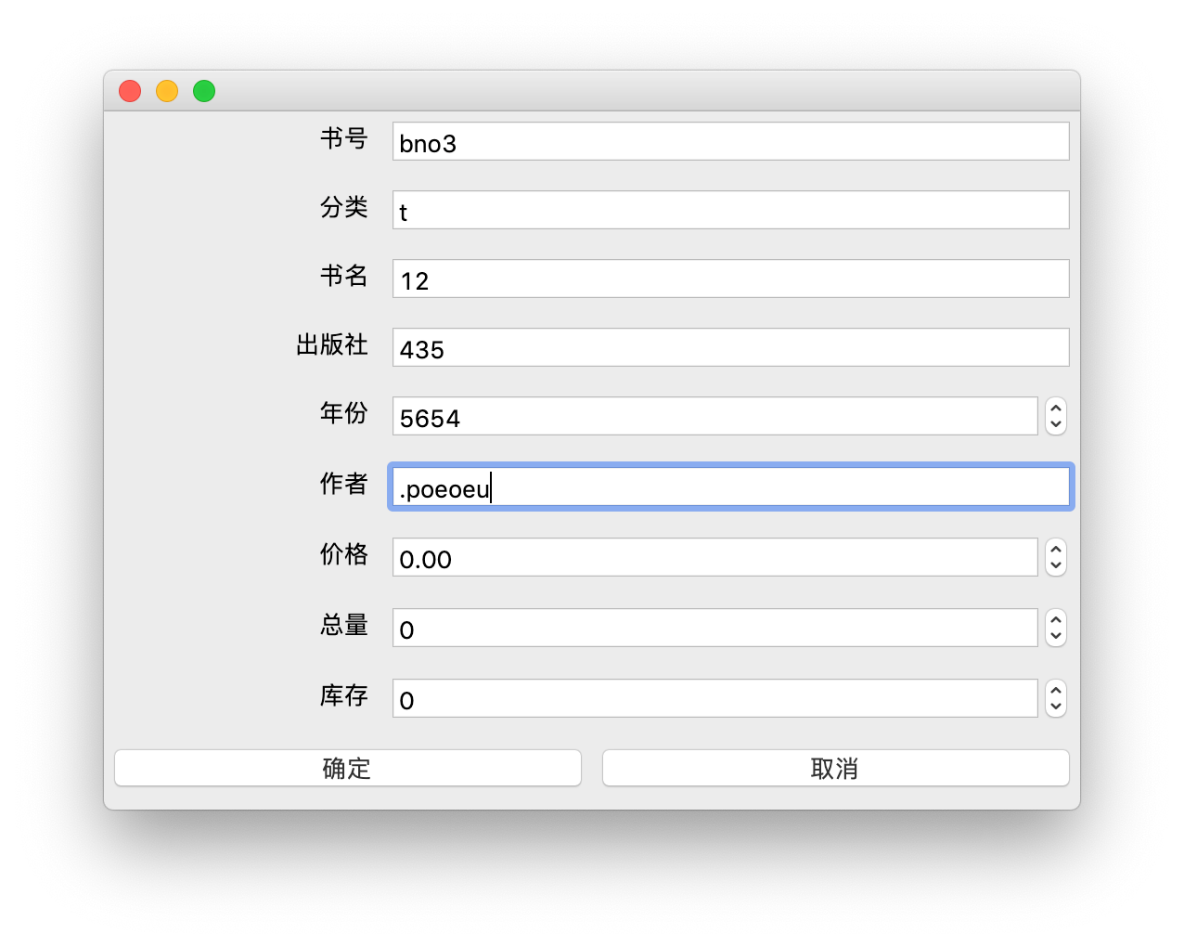 书号 bno3
分类 t
书名 12
出版社 435
年份 5654
作者 .poeoeu
价格 0.00
总量 0
库存 0
确定 取消